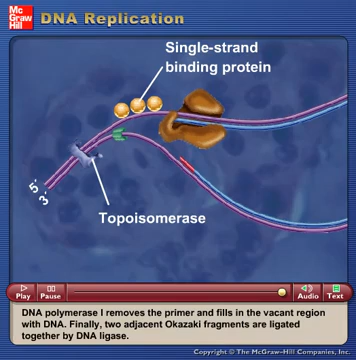 Mc
Graw
Hill
DNA Replication
Single-strand
binding protein
5'
3'
Topoisomerase
Play
Pause
Audio
Text
DNA polymerase I removes the primer and fills in the vacant region
with DNA. Finally, two adjacent Okazaki fragments are ligated
together by DNA ligase.
Copyright © The McGraw-Hill Companies, Inc.